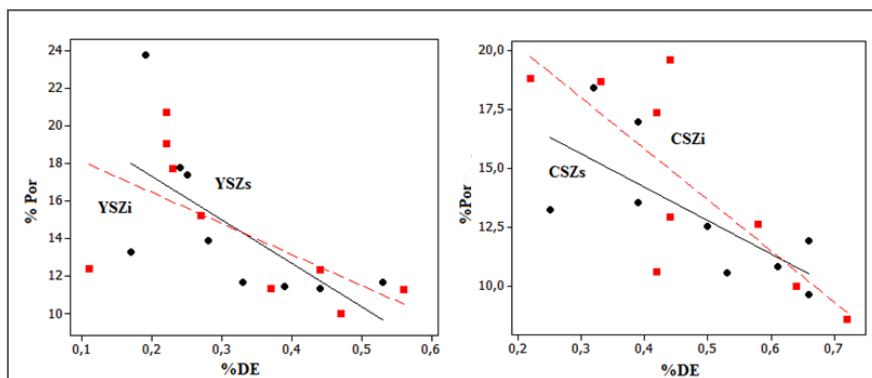 24
22
20
18
16
14
12
10
% Por
YSZs
YSZi
0,1 0,2 0,3 0,4 0,5 0,6
%DE
20,0
17,5
15,0
12,5
10,0
%Por
CSZi
CSZs
0,2 0,3 0,4 0,5 0,6 0,7
%DE